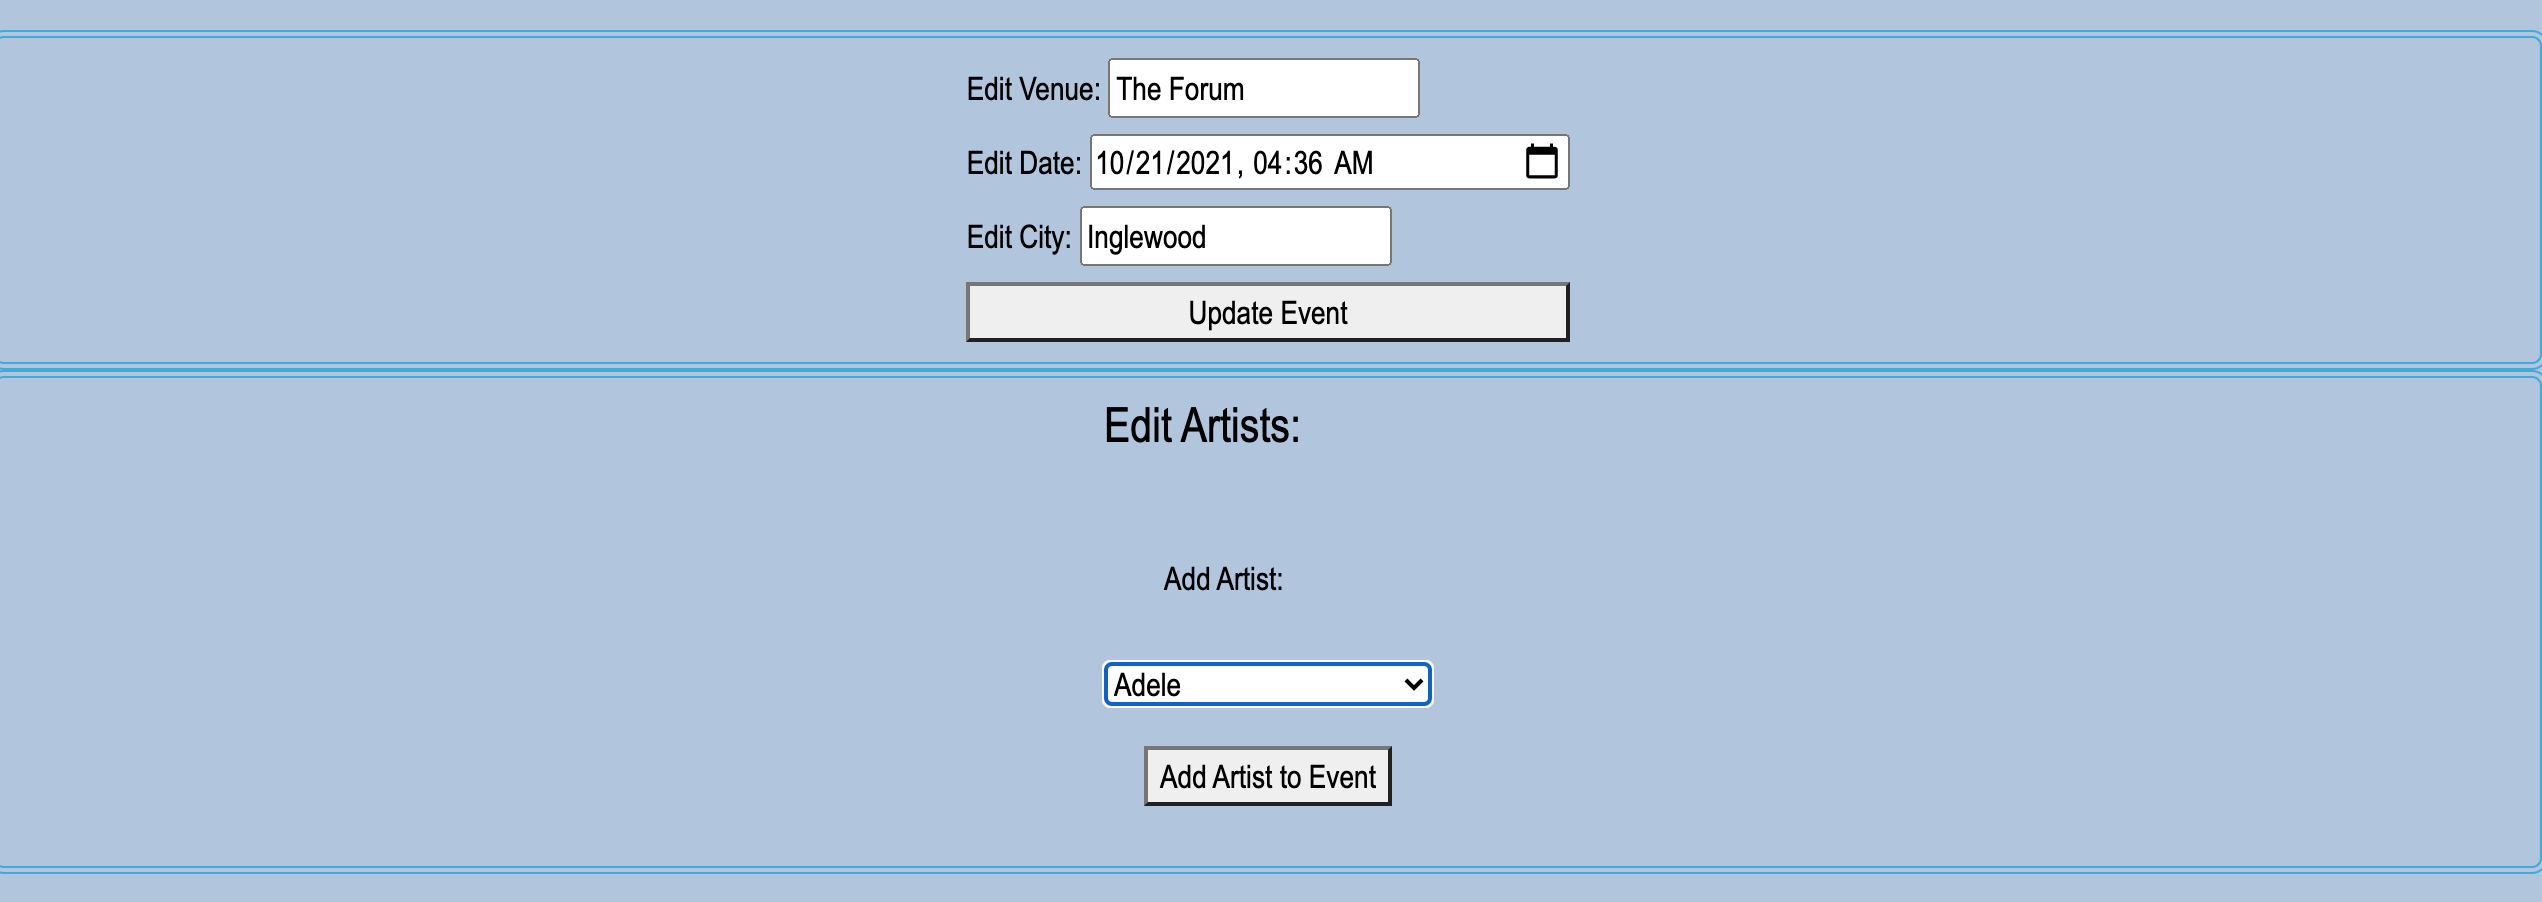 Edit Venue: The Forum
Edit Date: 10/21/2021, 04:36 AM
Edit City: Inglewood
Update Event
Edit Artists:
Add Artist:
Adele
Add Artist to Event